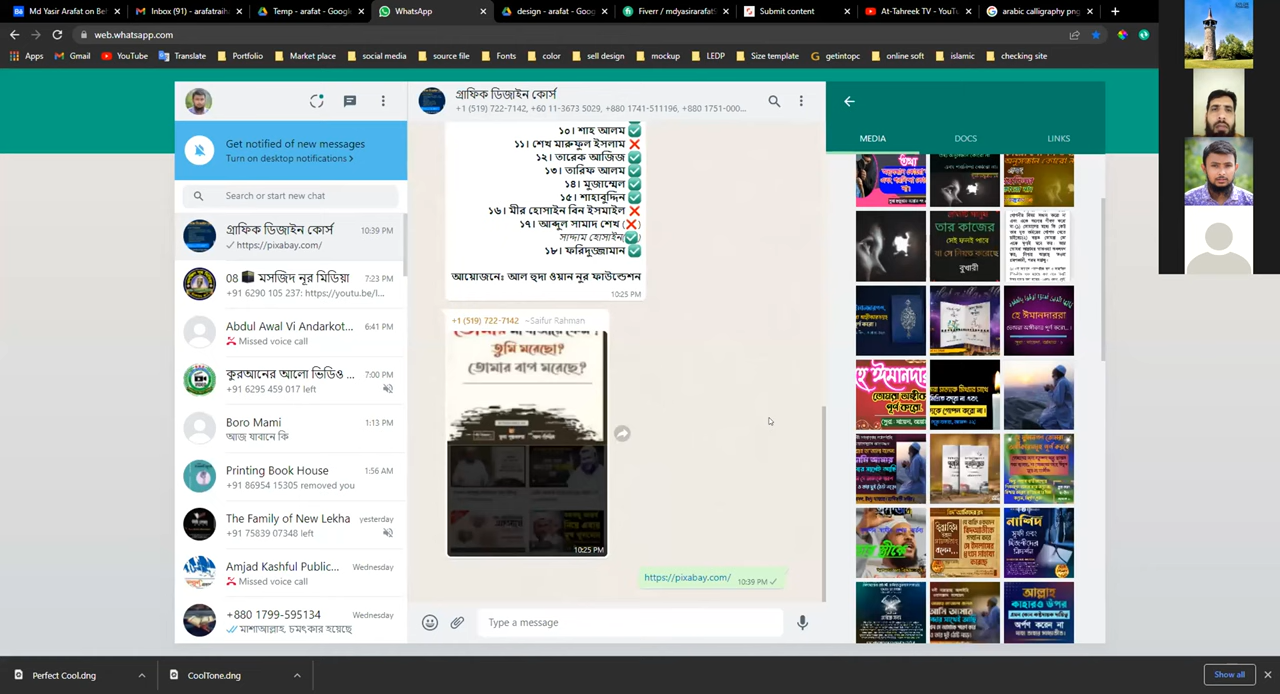 Md Yasir Arafat on Be
Inbox (91) - arafatraiha
Temp - arafat - Google
WhatsApp
design - arafat - Goog
Fiverr / mdyasirarafat5
Submit content
At-Tahreek TV - YouTu
arabic calligraphy png
web.whatsapp.com
Apps
Gmail
YouTube
Translate
Portfolio
Market place
social media
source file
Fonts
color
sell design
mockup
LEDP
Size template
getintopc
online soft
islamic
checking site
Get notified of new messages
Turn on desktop notifications >
Search or start new chat
গ্রাফিক ডিজাইন কোর্স
10:39 PM
https://pixabay.com/
7:23 PM
+91 6290 105 237: https://youtu.be/l...
Abdul Awal Vi Andarkot...
6:41 PM
Missed voice call
কুরআনের আলো ভিডিও ...
7:00 PM
+91 6295 459 017 left
Boro Mami
1:13 PM
আজ যাবানে কি
Printing Book House
1:56 AM
+91 86954 15305 removed you
The Family of New Lekha
yesterday
+91 75839 07348 left
Amjad Kashful Public...
Wednesday
Missed voice call
+880 1799-595134
Wednesday
গ্রাফিক ডিজাইন কোর্স
+1 (519) 722-7142, +60 11-3673 5029, +880 1741-511196, +880 1751-000...
১০। শাহ আলম ✅
১১। শেখ মারুফুল ইসলাম ❌
১২। তারেক আজিজ ✅
১৩। তারিফ আলম ✅
১৪। মুজাম্মেল ✅
১৫। শাহাবুদ্দিন ✅
১৬। মীর হোসাইন বিন ইসমাইল ❌
১৭। আব্দুল সামাদ শেখ (❌
সাদ্দাম হোসাইন ✅
১৮। ফরিদুজ্জামান ✅
আয়োজনে: আল হুদা ওয়ান নুর ফাউন্ডেশন
10:25 PM
+1 (519) 722-7142 ~Saifur Rahman
তুমি মরেছো?
তোমার বাপ মরেছে?
10:25 PM
https://pixabay.com/
10:39 PM
Type a message
MEDIA
DOCS
LINKS
তার কাজের
বুখারী
হে ঈমানদাররা
নাশিদ
আল্লাহ
Perfect Cool.dng
CoolTone.dng
Show all